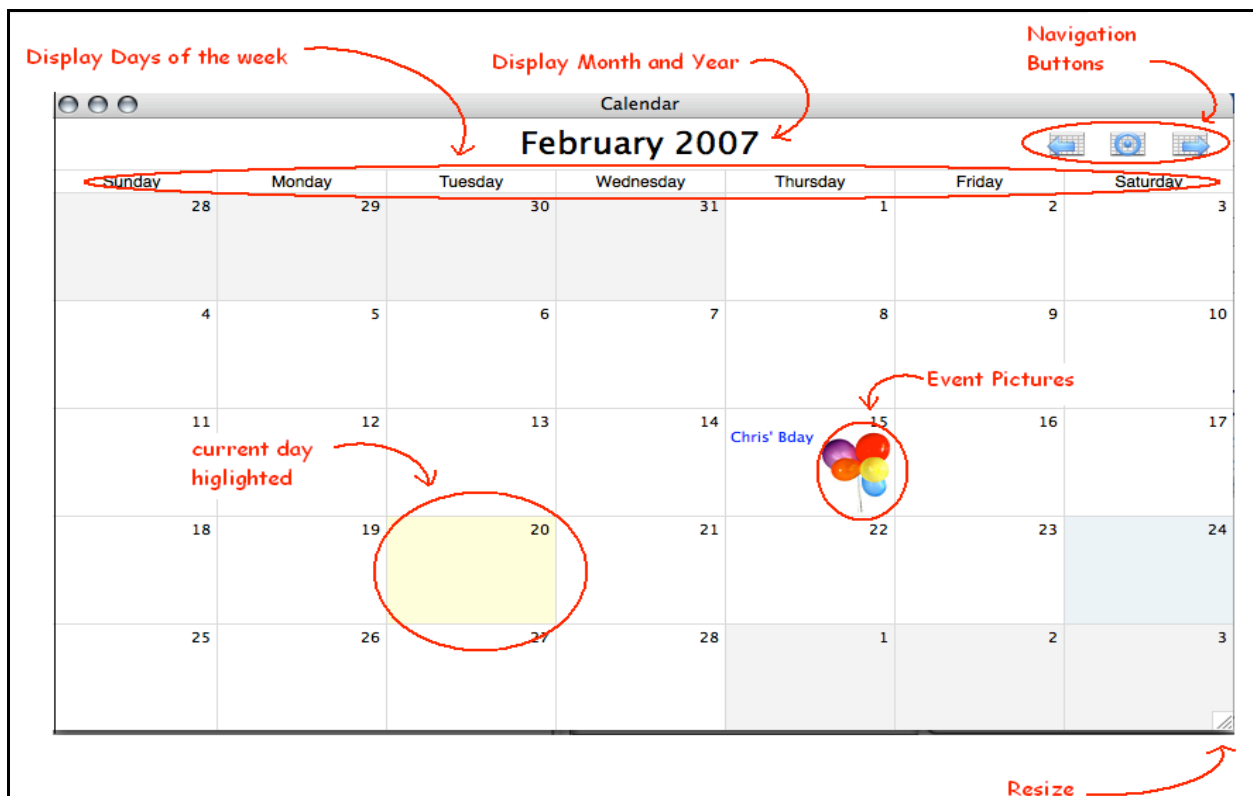 Navigation
Buttons
Display Days of the week
Display Month and Year
Calendar
February 2007
Sunday Monday Tuesday Wednesday Thursday Friday Saturday
28 29 30 31 1 2 3
4 5 6 7 8 9 10
Event Pictures
11 12 13 14 15 16 17
Chris' Bday
current day
higlighted
18 19 20 21 22 23 24
25 26 27 28 1 2 3
Resize